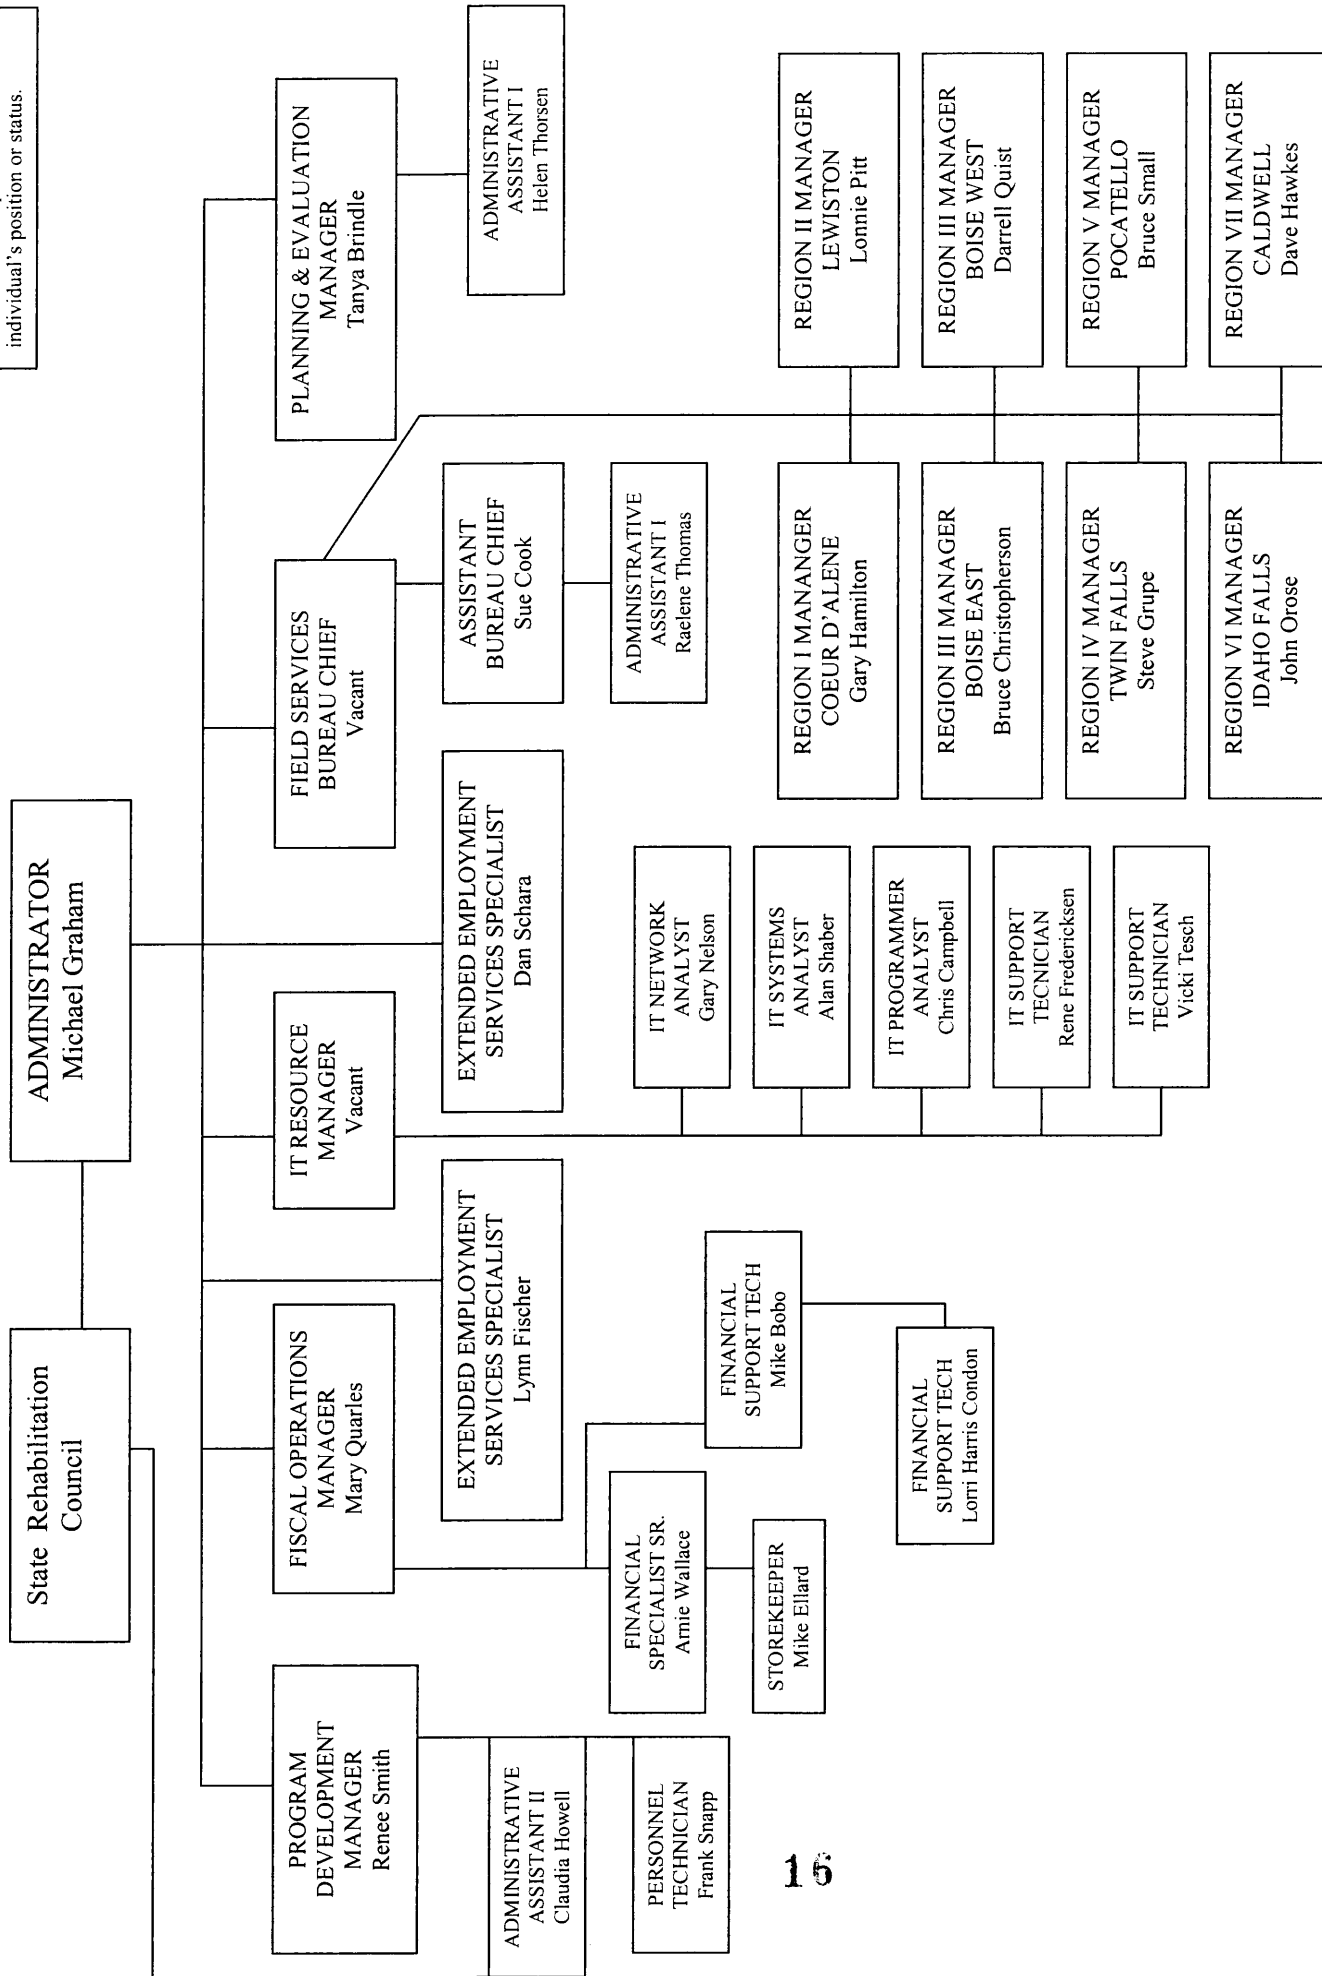 individual's position or status.
State Rehabilitation
Council
ADMINISTRATOR
Michael Graham
PROGRAM
DEVELOPMENT
MANAGER
Renee Smith
FISCAL OPERATIONS
MANAGER
Mary Quarles
IT RESOURCE
MANAGER
Vacant
FIELD SERVICES
BUREAU CHIEF
Vacant
PLANNING & EVALUATION
MANAGER
Tanya Brindle
EXTENDED EMPLOYMENT
SERVICES SPECIALIST
Lynn Fischer
EXTENDED EMPLOYMENT
SERVICES SPECIALIST
Dan Schara
ASSISTANT
BUREAU CHIEF
Sue Cook
ADMINISTRATIVE
ASSISTANT I
Helen Thorsen
ADMINISTRATIVE
ASSISTANT II
Claudia Howell
PERSONNEL
TECHNICIAN
Frank Snapp
FINANCIAL
SPECIALIST SR.
Arnie Wallace
STOREKEEPER
Mike Ellard
FINANCIAL
SUPPORT TECH
Mike Bobo
FINANCIAL
SUPPORT TECH
Lorri Harris Condon
IT NETWORK
ANALYST
Gary Nelson
IT SYSTEMS
ANALYST
Alan Shaber
IT PROGRAMMER
ANALYST
Chris Campbell
IT SUPPORT
TECNICIAN
Rene Fredericksen
IT SUPPORT
TECHNICIAN
Vicki Tesch
ADMINISTRATIVE
ASSISTANT I
Raelene Thomas
REGION I MANANGER
COEUR D'ALENE
Gary Hamilton
REGION II MANAGER
LEWISTON
Lonnie Pitt
REGION III MANAGER
BOISE EAST
Bruce Christopherson
REGION III MANAGER
BOISE WEST
Darrell Quist
REGION IV MANAGER
TWIN FALLS
Steve Grupe
REGION V MANAGER
POCATELLO
Bruce Small
REGION VI MANAGER
IDAHO FALLS
John Orose
REGION VII MANAGER
CALDWELL
Dave Hawkes
16